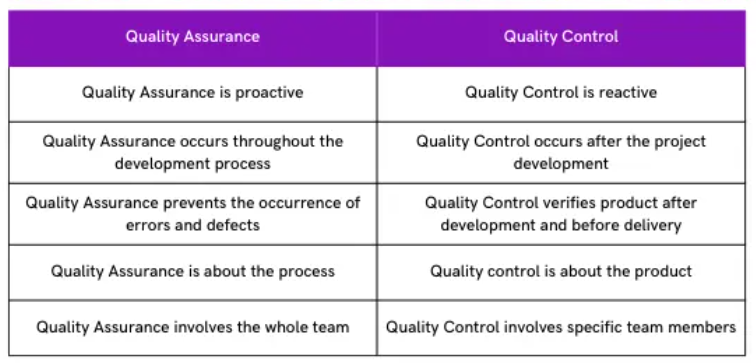 Quality Assurance
Quality Control
Quality Assurance is proactive
Quality Control is reactive
Quality Assurance occurs throughout the
development process
Quality Control occurs after the project
development
Quality Assurance prevents the occurrence of
errors and defects
Quality Control verifies product after
development and before delivery
Quality Assurance is about the process
Quality control is about the product
Quality Assurance involves the whole team
Quality Control involves specific team members